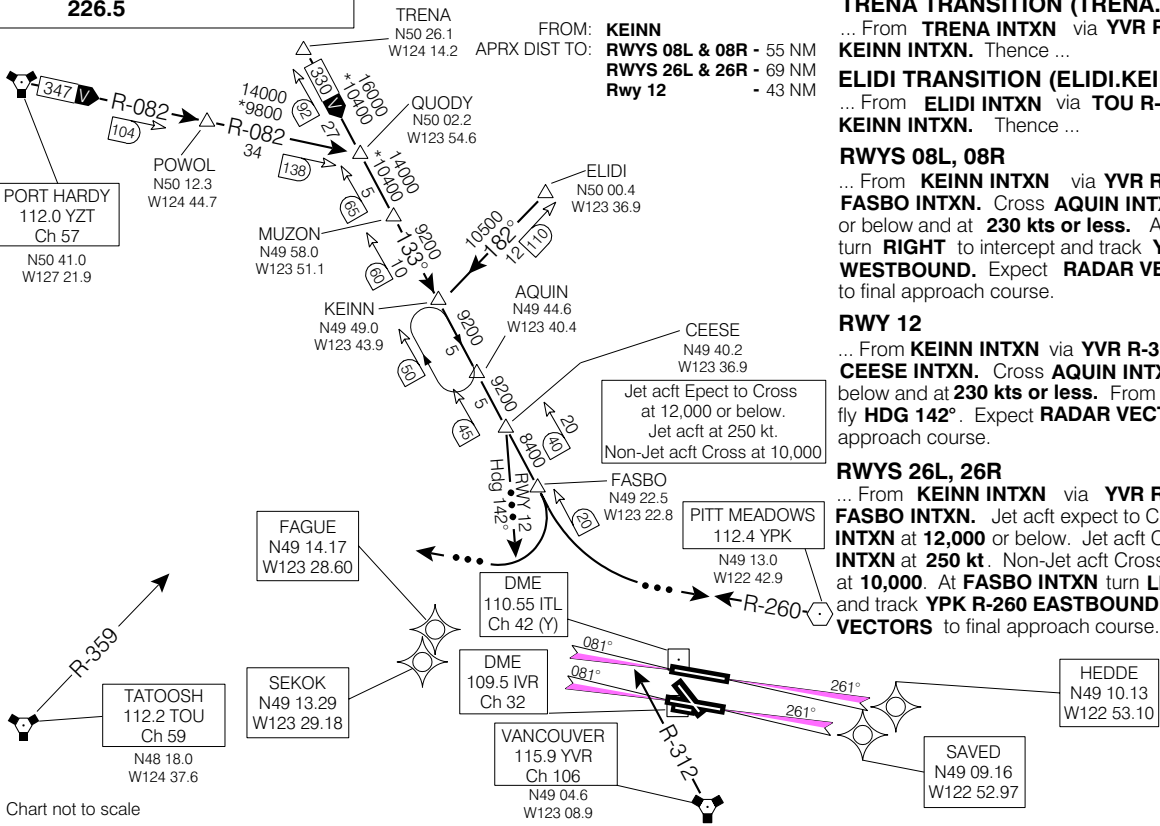 226.5
TRENA
N50 26.1
W124 14.2
FROM: KEINN
APRX DIST TO: RWYS 08L & 08R - 55 NM
RWYS 26L & 26R - 69 NM
Rwy 12 - 43 NM
TRENA TRANSITION (TRENA.
... From TRENA INTXN via YVR R
KEINN INTXN. Thence ...
ELIDI TRANSITION (ELIDI.KEI
... From ELIDI INTXN via TOU R-
KEINN INTXN. Thence ...
RWYS 08L, 08R
... From KEINN INTXN via YVR R
FASBO INTXN. Cross AQUIN INTX
or below and at 230 kts or less. A
turn RIGHT to intercept and track Y
WESTBOUND. Expect RADAR VE
to final approach course.
RWY 12
... From KEINN INTXN via YVR R-3
CEESE INTXN. Cross AQUIN INTX
below and at 230 kts or less. From
fly HDG 142°. Expect RADAR VECT
approach course.
RWYS 26L, 26R
... From KEINN INTXN via YVR R
FASBO INTXN. Jet acft expect to C
INTXN at 12,000 or below. Jet acft C
INTXN at 250 kt. Non-Jet acft Cross
at 10,000. At FASBO INTXN turn L
and track YPK R-260 EASTBOUND
VECTORS to final approach course.
347 V
R-082
104
POWOL
N50 12.3
W124 44.7
R-082
34
138
14000
*9800
92
330 V
27
16000
*10400
QUODY
N50 02.2
W123 54.6
PORT HARDY
112.0 YZT
Ch 57
N50 41.0
W127 21.9
5
65
14000
*10400
MUZON
N49 58.0
W123 51.1
133°
10
60
9200
ELIDI
N50 00.4
W123 36.9
10500
182°
12
110
KEINN
N49 49.0
W123 43.9
9200
5
50
AQUIN
N49 44.6
W123 40.4
9200
5
45
CEESE
N49 40.2
W123 36.9
Jet acft Epect to Cross
at 12,000 or below.
Jet acft at 250 kt.
Non-Jet acft Cross at 10,000
20
40
8400
RWY 12
Hdg 142°
FASBO
N49 22.5
W123 22.8
20
PITT MEADOWS
112.4 YPK
N49 13.0
W122 42.9
R-260
FAGUE
N49 14.17
W123 28.60
DME
110.55 ITL
Ch 42 (Y)
R-359
TATOOSH
112.2 TOU
Ch 59
N48 18.0
W124 37.6
SEKOK
N49 13.29
W123 29.18
DME
109.5 IVR
Ch 32
081°
081°
261°
261°
HEDDE
N49 10.13
W122 53.10
SAVED
N49 09.16
W122 52.97
VANCOUVER
115.9 YVR
Ch 106
N49 04.6
W123 08.9
R-312
Chart not to scale